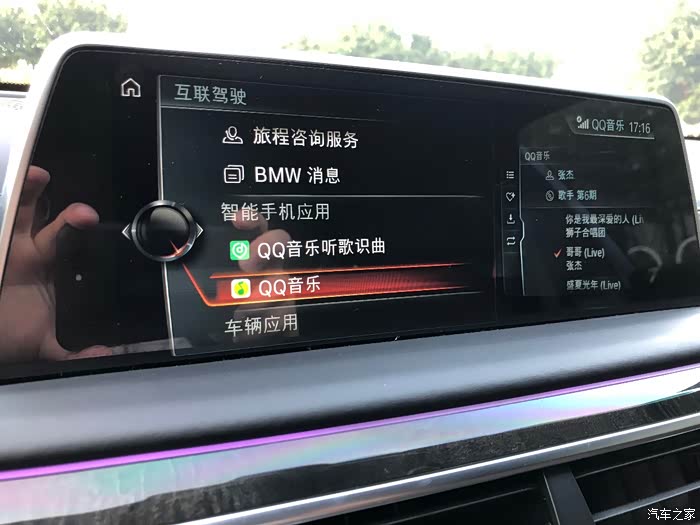 互联驾驶
旅程咨询服务
BMW 消息
智能手机应用
QQ音乐听歌识曲
QQ音乐
车辆应用
QQ音乐 17:16
QQ音乐
张杰
歌手 第6期
你是我最深爱的人 (Li
狮子合唱团
哥哥 (Live)
张杰
盛夏光年 (Live)
汽车之家